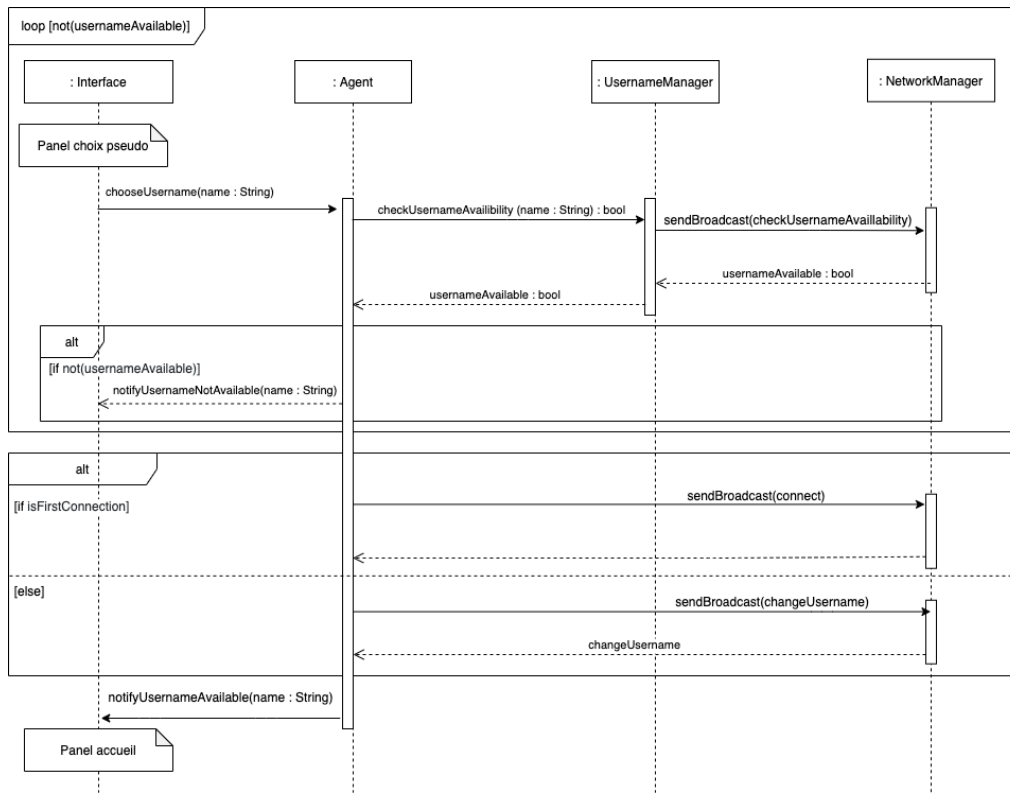 loop [not(usernameAvailable)]
: Interface
: Agent
: UsernameManager
: NetworkManager
Panel choix pseudo
chooseUsername(name : String)
checkUsernameAvailibility (name : String) : bool
sendBroadcast(checkUsernameAvaillability)
usernameAvailable : bool
usernameAvailable : bool
alt
[if not(usernameAvailable)]
notifyUsernameNotAvailable(name : String)
alt
[if isFirstConnection]
sendBroadcast(connect)
[else]
sendBroadcast(changeUsername)
changeUsername
notifyUsernameAvailable(name : String)
Panel accueil